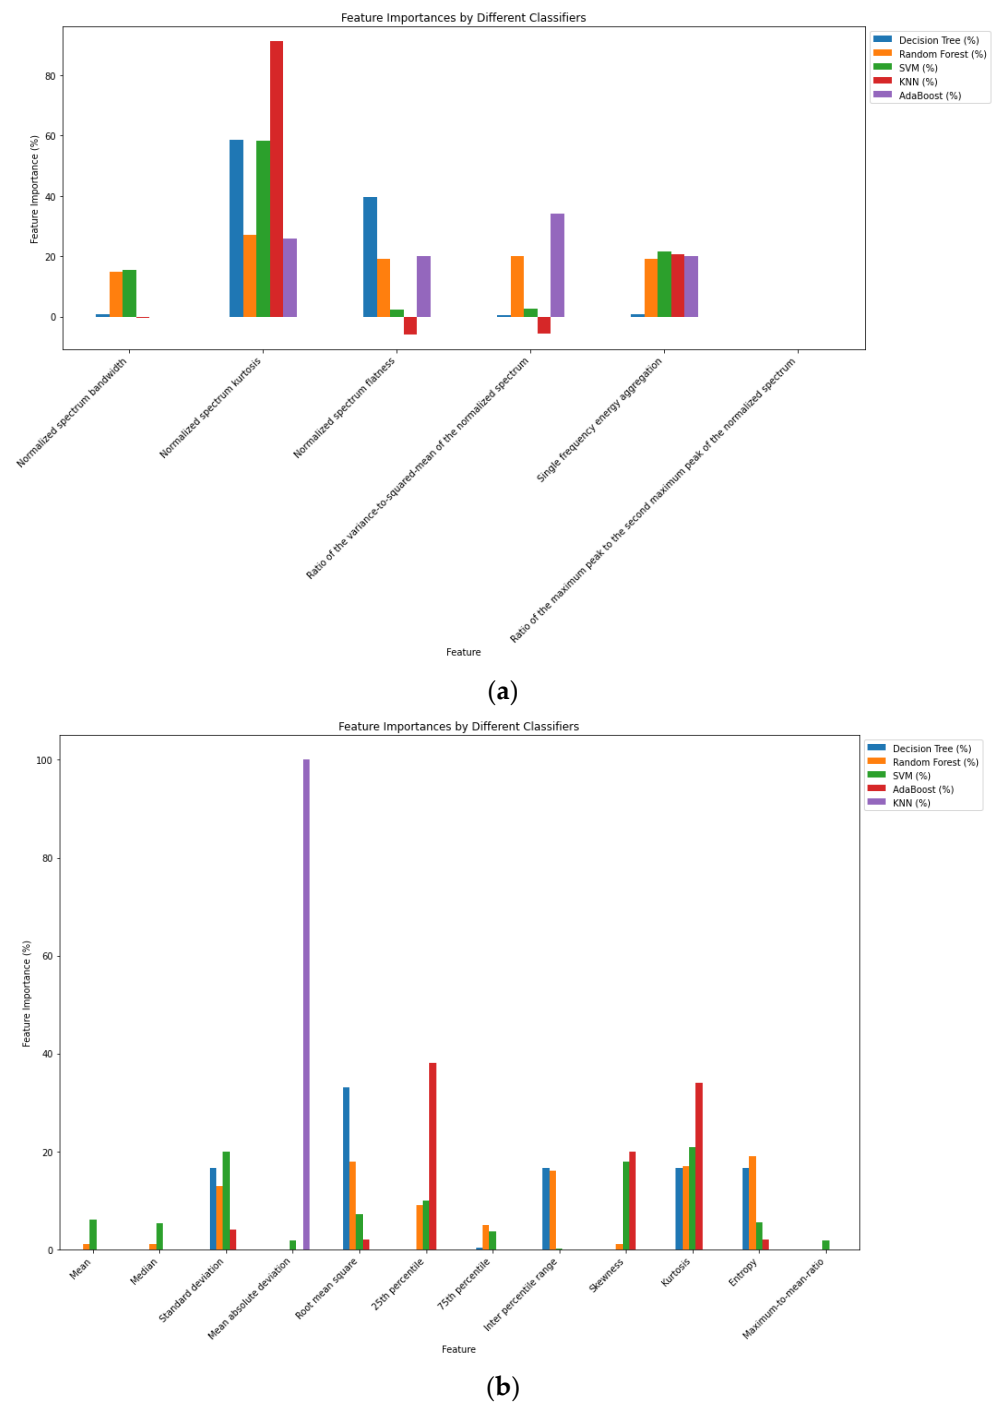 Feature Importances by Different Classifiers
Decision Tree (%)
Random Forest (%)
SVM (%)
KNN (%)
AdaBoost (%)
Feature Importance (%)
80
60
40
20
0
Normalized spectrum bandwidth
Normalized spectrum kurtosis
Normalized spectrum flatness
Ratio of the variance-to-squared-mean of the normalized spectrum
Single frequency energy aggregation
Ratio of the maximum peak to the second maximum peak of the normalized spectrum
Feature
(a)
Feature Importances by Different Classifiers
Decision Tree (%)
Random Forest (%)
SVM (%)
AdaBoost (%)
KNN (%)
Feature Importance (%)
100
80
60
40
20
0
Mean
Median
Standard deviation
Mean absolute deviation
Root mean square
25th percentile
75th percentile
Inter percentile range
Skewness
Kurtosis
Entropy
Maximum-to-mean-ratio
Feature
(b)